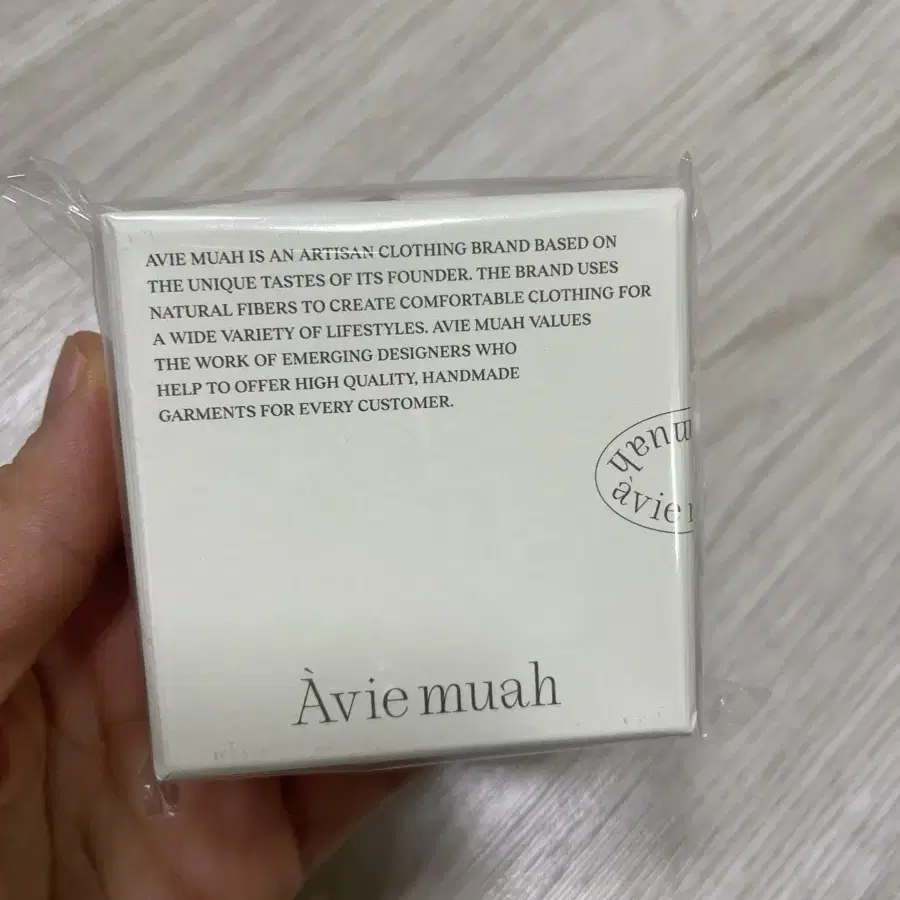 AVIE MUAH IS AN ARTISAN CLOTHING BRAND BASED ON
THE UNIQUE TASTES OF ITS FOUNDER. THE BRAND USES
NATURAL FIBERS TO CREATE COMFORTABLE CLOTHING FOR
A WIDE VARIETY OF LIFESTYLES. AVIE MUAH VALUES
THE WORK OF EMERGING DESIGNERS WHO
HELP TO OFFER HIGH QUALITY, HANDMADE
GARMENTS FOR EVERY CUSTOMER.
muah
àvie
Àvie muah